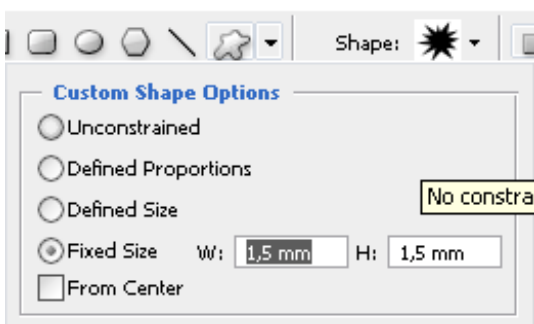 Shape:
Custom Shape Options
Unconstrained
Defined Proportions
No constra
Defined Size
Fixed Size W: 1,5 mm H: 1,5 mm
From Center